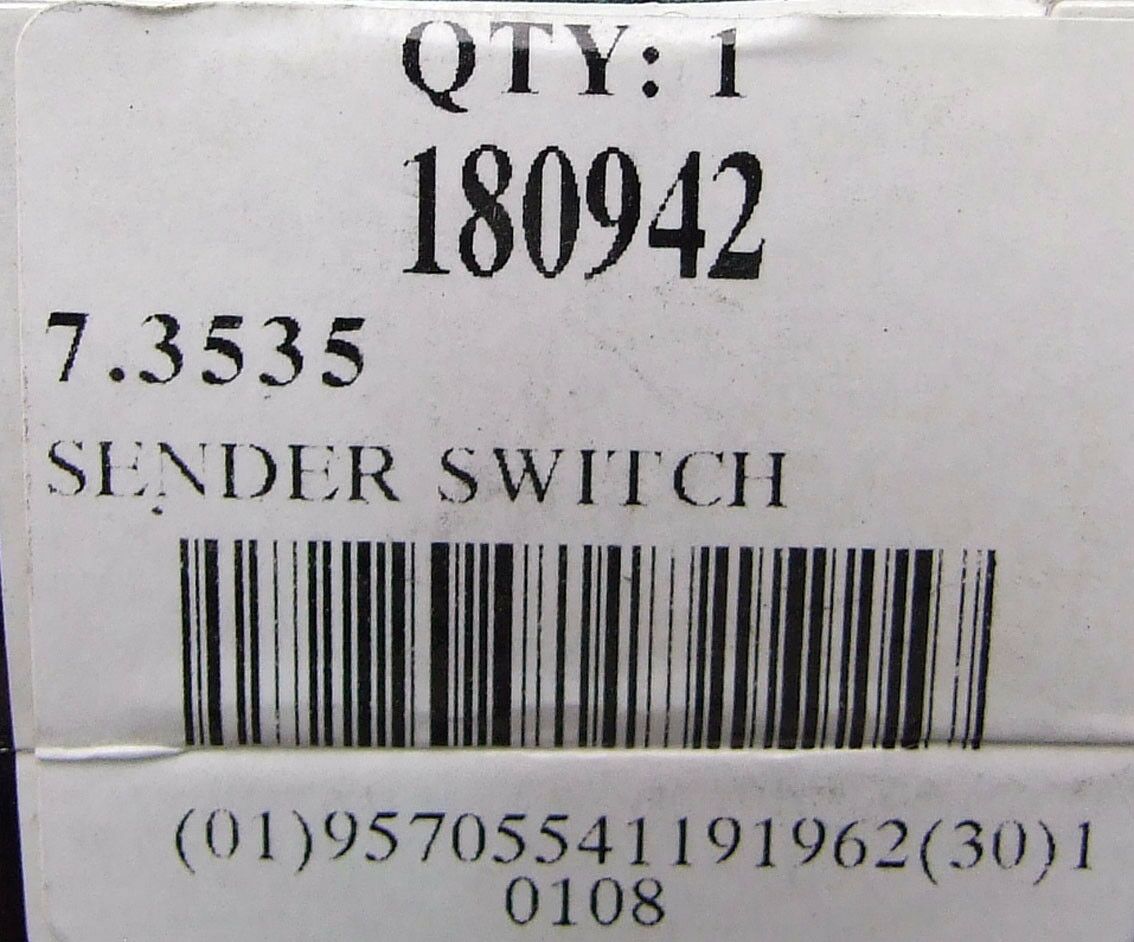 QTY: 1
180942
7.3535
SENDER SWITCH
(01)95705541191962(30)1
0108